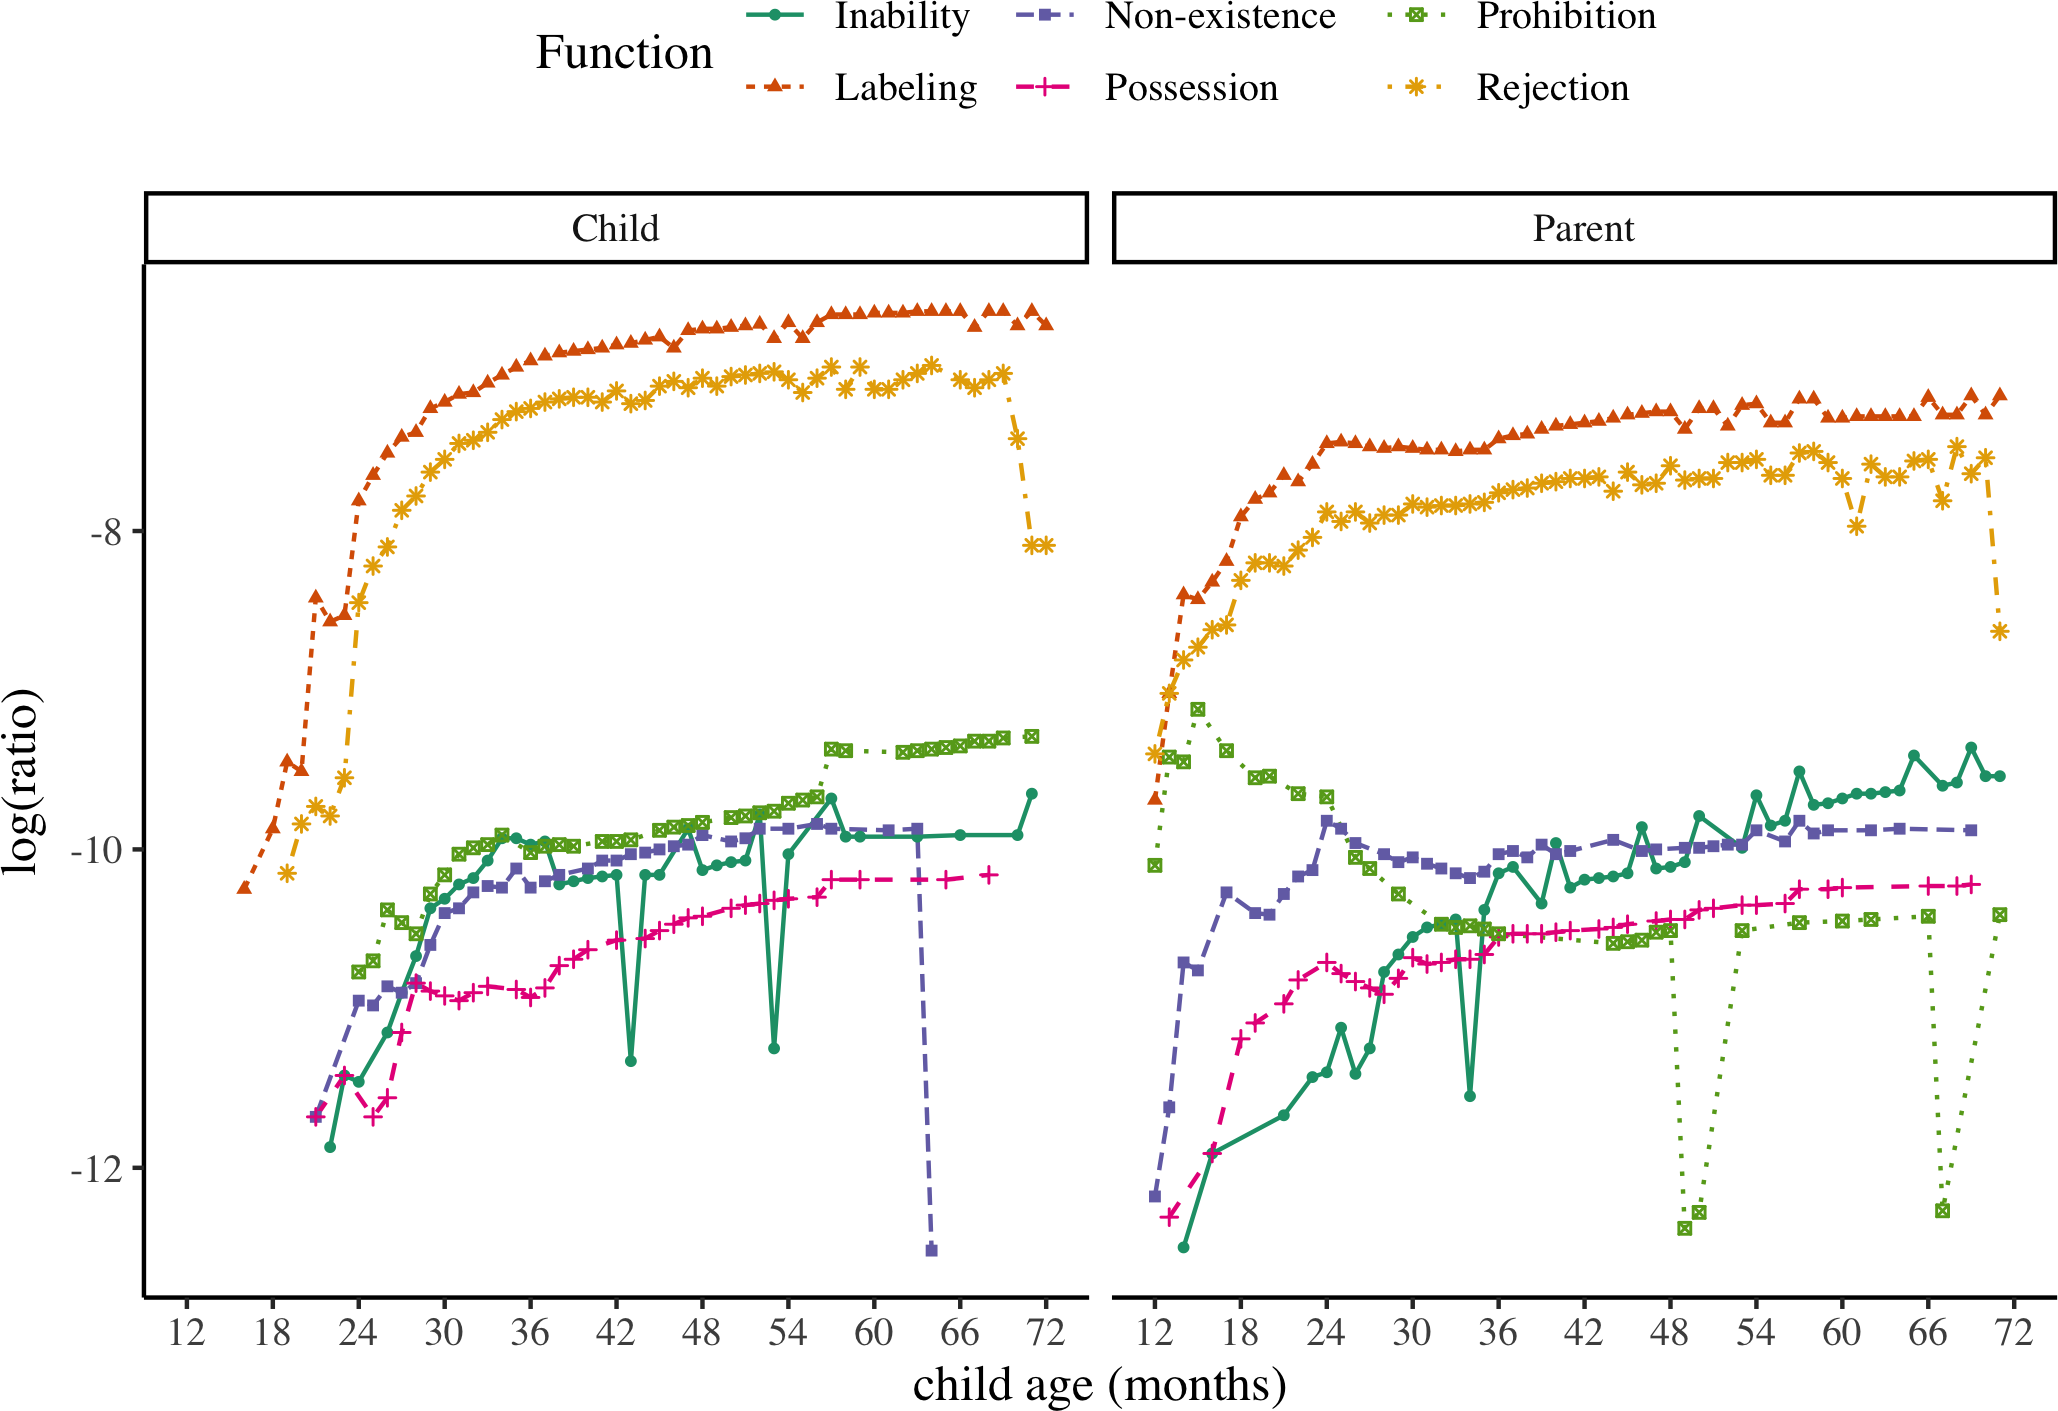 Function
Inability Non-existence Prohibition
Labeling Possession Rejection
Child Parent
log(ratio)
-8
-10
-12
12 18 24 30 36 42 48 54 60 66 72 12 18 24 30 36 42 48 54 60 66 72
child age (months)